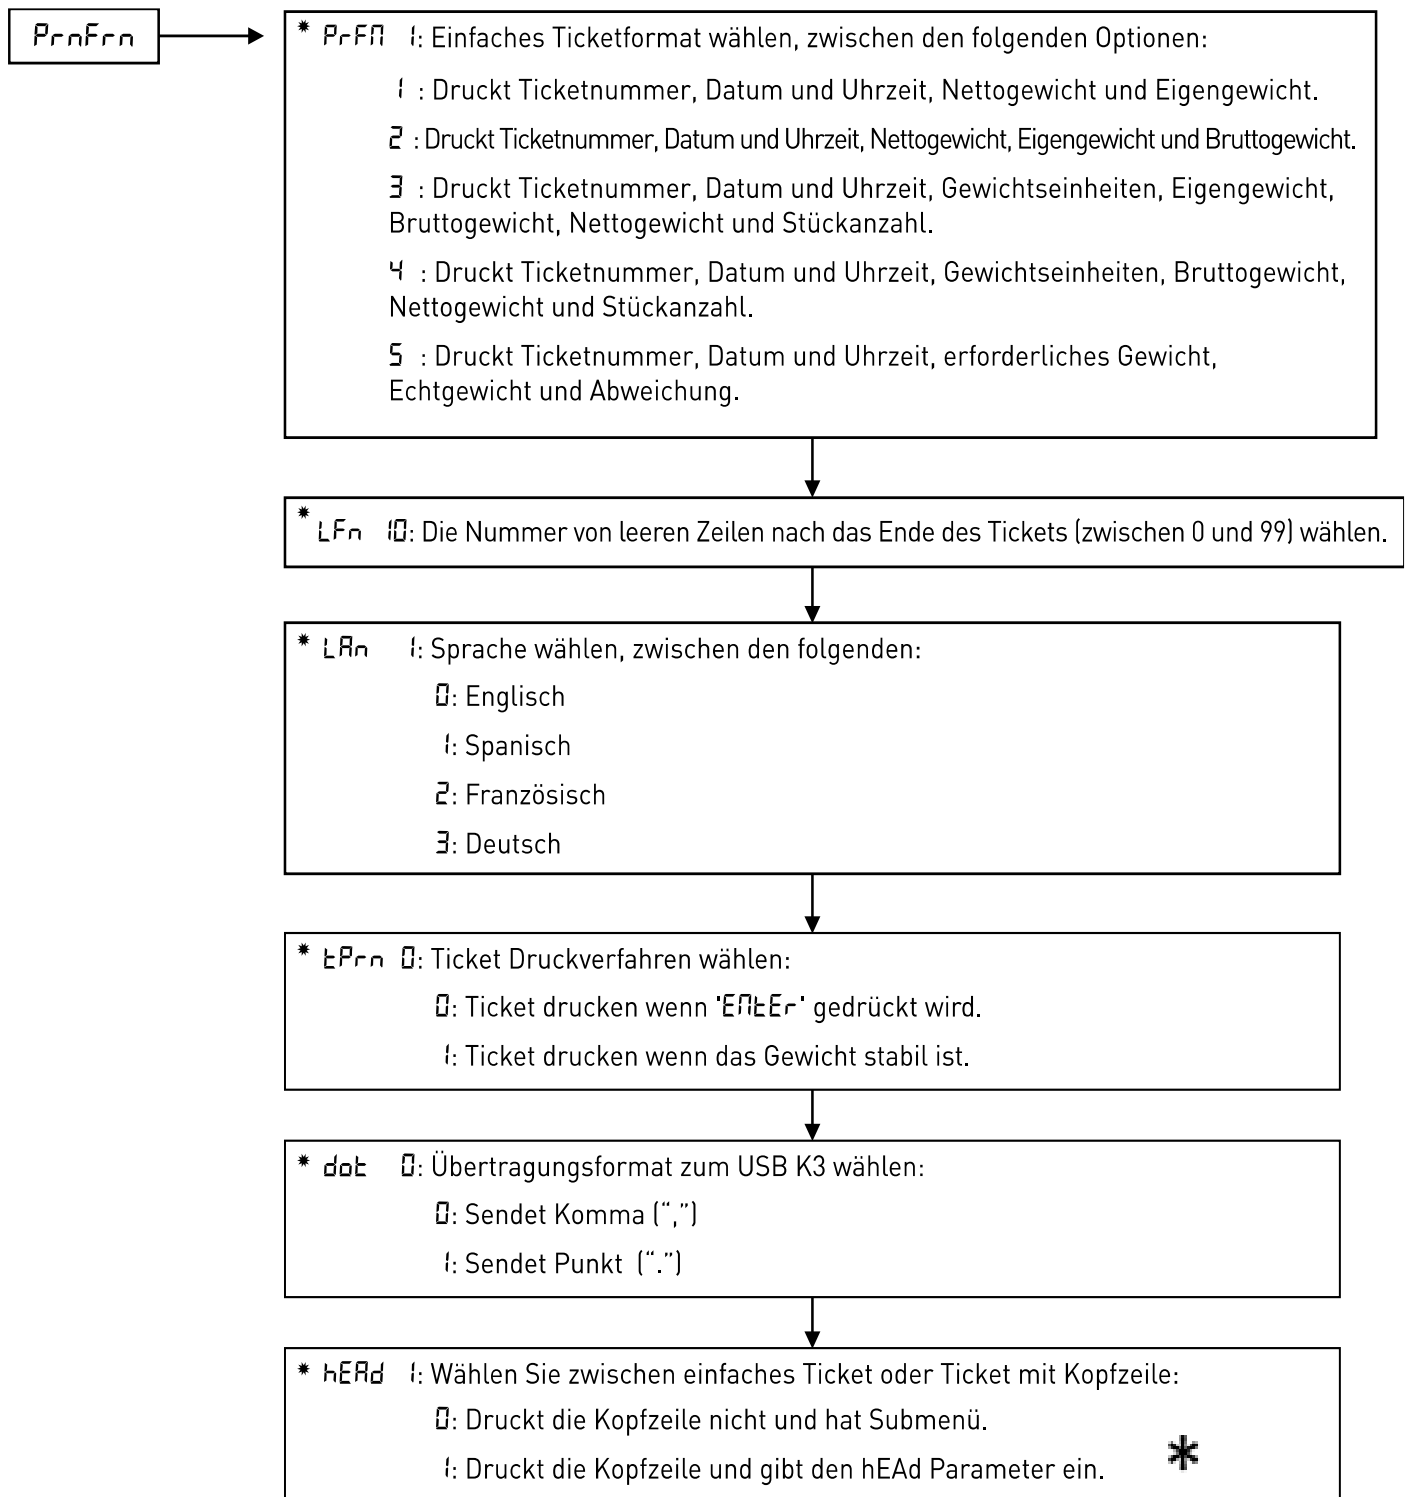 PrnFrn
* PrFM 1: Einfaches Ticketformat wählen, zwischen den folgenden Optionen:
1 : Druckt Ticketnummer, Datum und Uhrzeit, Nettogewicht und Eigengewicht.
2 : Druckt Ticketnummer, Datum und Uhrzeit, Nettogewicht, Eigengewicht und Bruttogewicht.
3 : Druckt Ticketnummer, Datum und Uhrzeit, Gewichtseinheiten, Eigengewicht,
Bruttogewicht, Nettogewicht und Stückanzahl.
4 : Druckt Ticketnummer, Datum und Uhrzeit, Gewichtseinheiten, Bruttogewicht,
Nettogewicht und Stückanzahl.
5 : Druckt Ticketnummer, Datum und Uhrzeit, erforderliches Gewicht,
Echtgewicht und Abweichung.
* LFn 10: Die Nummer von leeren Zeilen nach das Ende des Tickets (zwischen 0 und 99) wählen.
* LAn 1: Sprache wählen, zwischen den folgenden:
0: Englisch
1: Spanisch
2: Französisch
3: Deutsch
* tPrn 0: Ticket Druckverfahren wählen:
0: Ticket drucken wenn 'EMtEr' gedrückt wird.
1: Ticket drucken wenn das Gewicht stabil ist.
* dot 0: Übertragungsformat zum USB K3 wählen:
0: Sendet Komma (“,”)
1: Sendet Punkt (“.”)
* hEAd 1: Wählen Sie zwischen einfaches Ticket oder Ticket mit Kopfzeile:
0: Druckt die Kopfzeile nicht und hat Submenü.
1: Druckt die Kopfzeile und gibt den hEAd Parameter ein. *